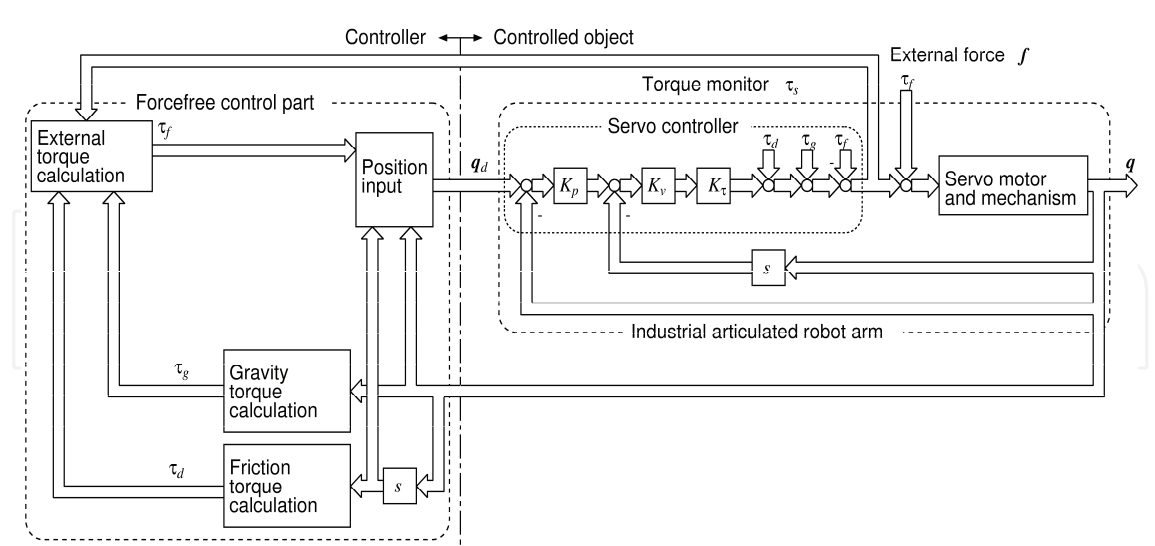 Controller
Controlled object
External force f
Torque monitor τs
τf
Forcefree control part
Servo controller
External
torque
calculation
τf
Position
input
qd
Kp
Kv
Kτ
τd
τg
-τf
Servo motor
and mechanism
q
-
-
s
Industrial articulated robot arm
τg
Gravity
torque
calculation
τd
Friction
torque
calculation
s